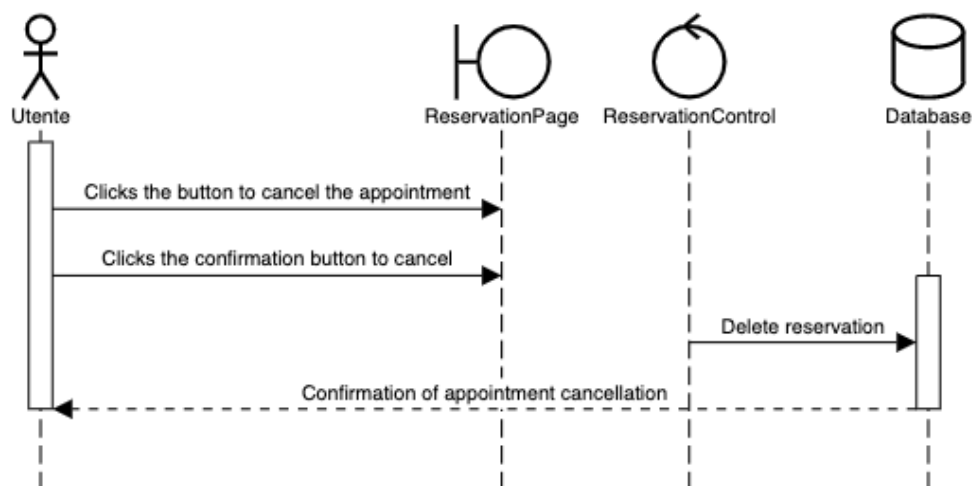 Utente
ReservationPage
ReservationControl
Database
Clicks the button to cancel the appointment
Clicks the confirmation button to cancel
Delete reservation
Confirmation of appointment cancellation